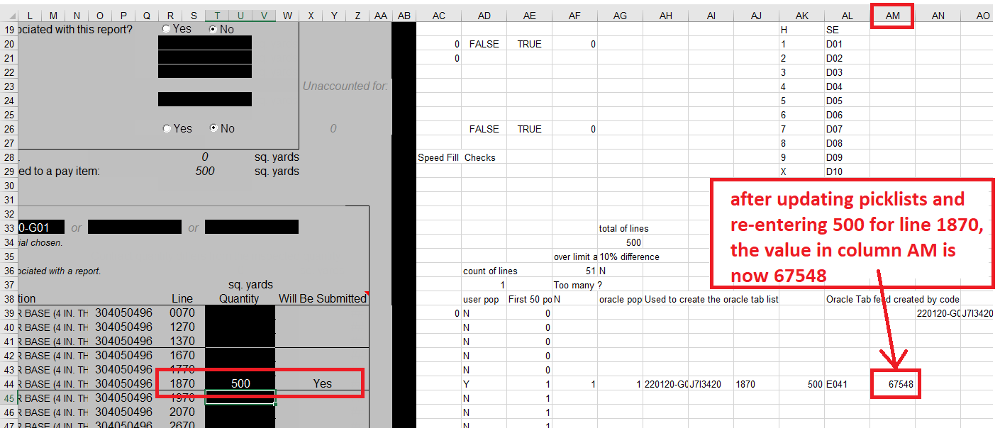 L M N O P Q R S T U V W X Y Z AA AB AC AD AE AF AG AH AI AJ AK AL AM AN AO
19 ociated with this report? Yes No H SE
20 0 FALSE TRUE 0 1 D01
21 0 2 D02
22 3 D03
23 Unaccounted for: 4 D04
24 5 D05
25 6 D06
26 Yes No 0 FALSE TRUE 0 7 D07
27 8 D08
28 0 sq. yards Speed Fill Checks 9 D09
29 ed to a pay item: 500 sq. yards X D10
30
31
32
33 0-G01 or or total of lines
34 ial chosen. 500
35 over limit a 10% difference
36 ociated with a report. count of lines 51 N
37 sq. yards 1 Too many ?
38 tion Line Quantity Will Be Submitted user pop First 50 po N oracle pop Used to create the oracle tab list Oracle Tab feed created by code
39 R BASE (4 IN. TH 304050496 0070 0 N 0 220120-G0 J7I3420
40 R BASE (4 IN. TH 304050496 1270 N 0
41 R BASE (4 IN. TH 304050496 1370 N 0
42 R BASE (4 IN. TH 304050496 1670 N 0
43 R BASE (4 IN. TH 304050496 1770 N 0
44 R BASE (4 IN. TH 304050496 1870 500 Yes Y 1 1 1 220120-G0 J7I3420 1870 500 E041 67548
45 R BASE (4 IN. TH 304050496 1970 N 1
46 R BASE (4 IN. TH 304050496 2070 N 1
47 R BASE (4 IN. TH 304050496 2670 N 1
after updating picklists and
re-entering 500 for line 1870,
the value in column AM is
now 67548